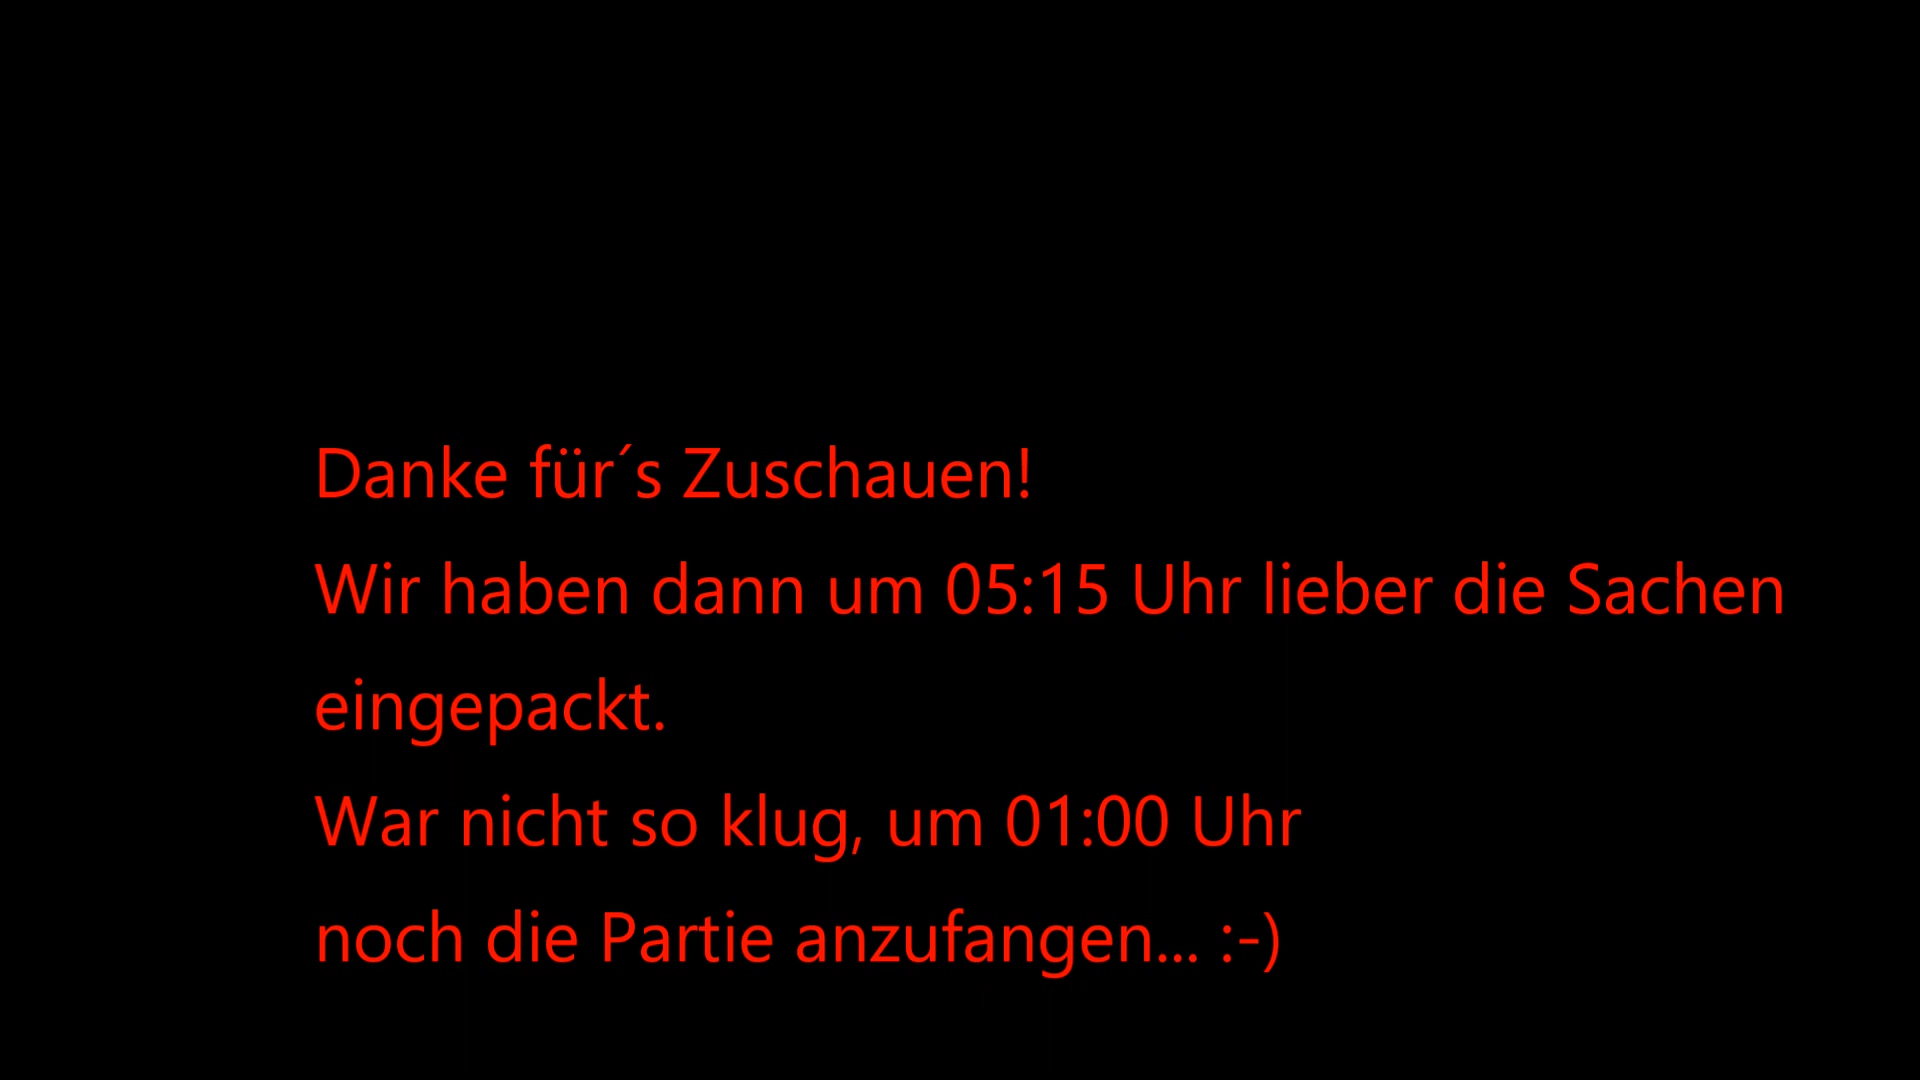 Danke für´s Zuschauen!
Wir haben dann um 05:15 Uhr lieber die Sachen
eingepackt.
War nicht so klug, um 01:00 Uhr
noch die Partie anzufangen... :-)